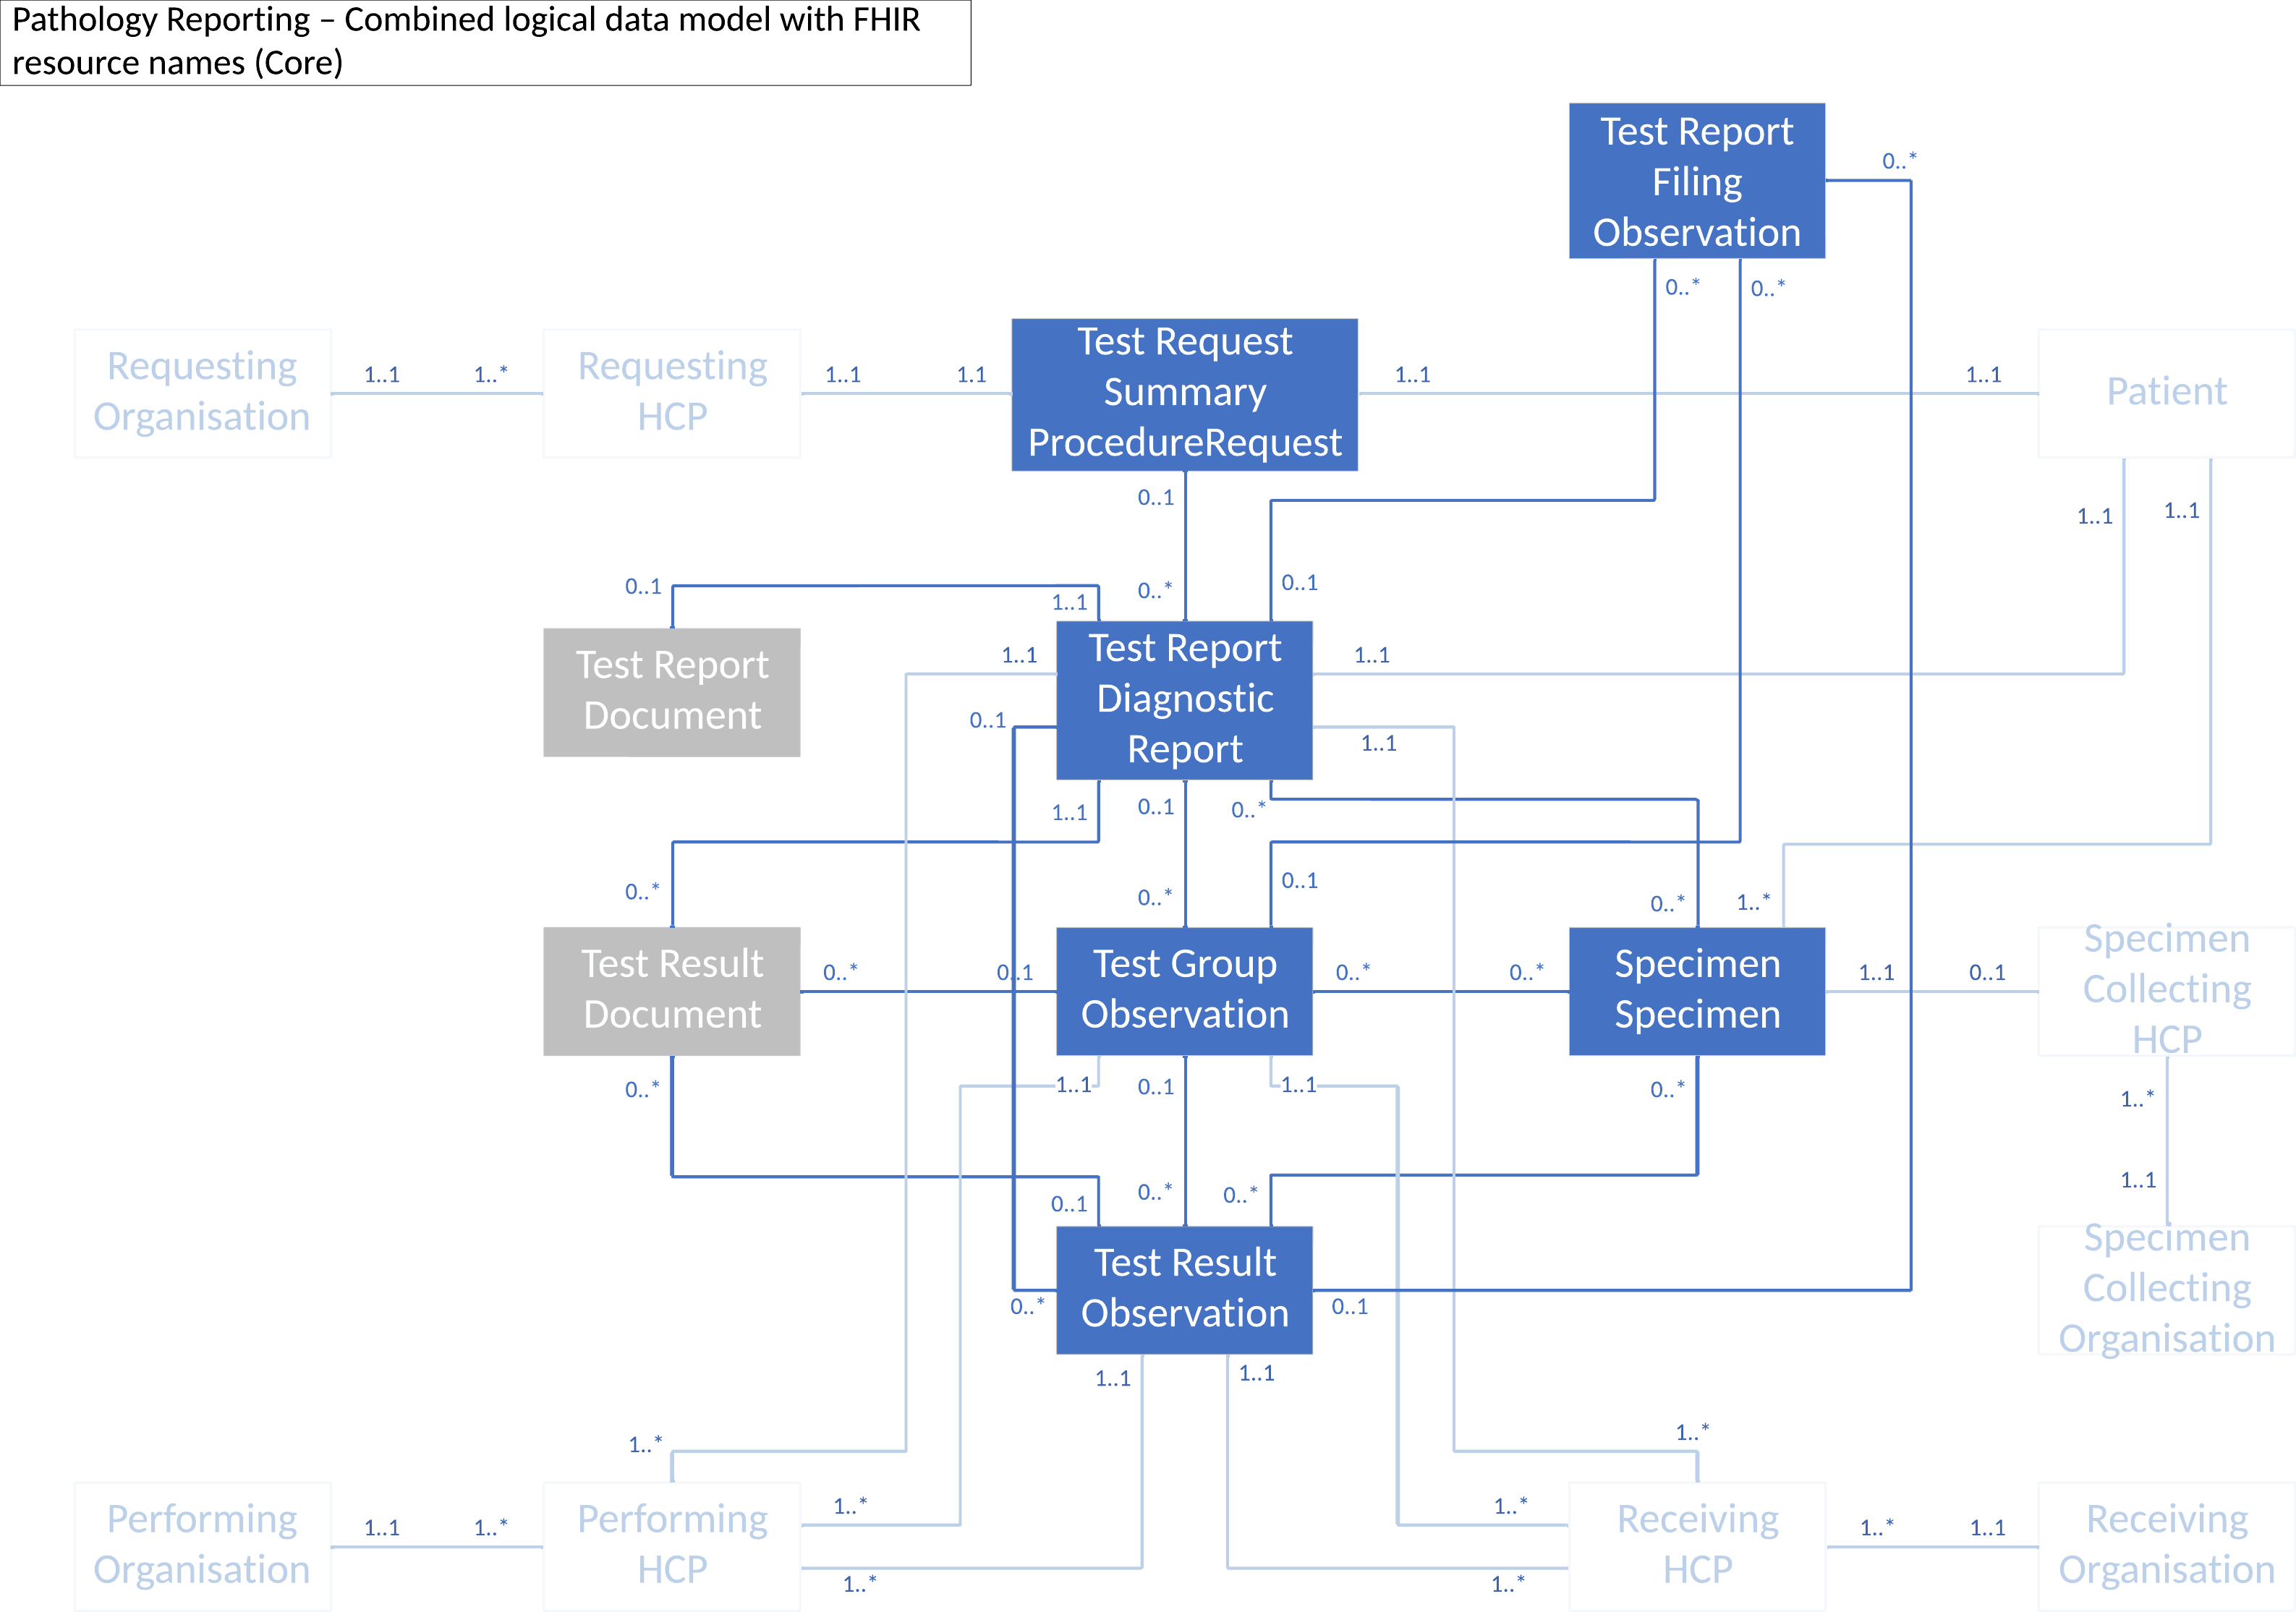 Pathology Reporting – Combined logical data model with FHIR
resource names (Core)
Test Report
Filing
Observation
0..*
0..*
0..*
Requesting
Organisation
1..1
1..*
Requesting
HCP
1..1
1.1
Test Request
Summary
ProcedureRequest
1..1
1..1
Patient
0..1
1..1
1..1
0..1
1..1
0..*
0..1
Test Report
Document
1..1
0..1
Test Report
Diagnostic
Report
1..1
1..1
1..1
0..1
0..*
0..*
0..*
0..1
0..*
1..*
Test Result
Document
0..*
0..1
Test Group
Observation
0..*
0..*
Specimen
Specimen
1..1
0..1
Specimen
Collecting
HCP
0..*
1..1
0..1
1..1
0..*
1..*
1..1
0..1
0..*
0..*
Test Result
Observation
0..*
0..1
Specimen
Collecting
Organisation
1..1
1..1
1..*
1..*
Performing
Organisation
1..1
1..*
Performing
HCP
1..*
1..*
1..*
1..*
Receiving
HCP
1..*
1..1
Receiving
Organisation